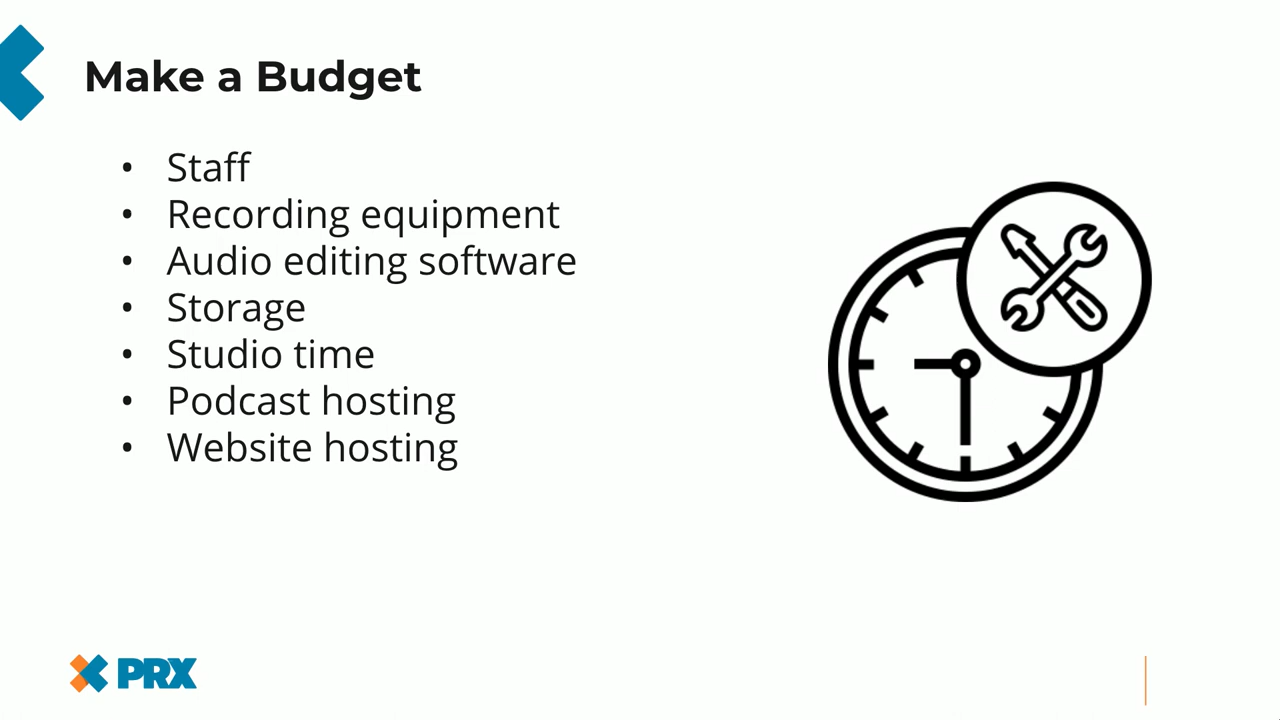 Make a Budget
• Staff
• Recording equipment
• Audio editing software
• Storage
• Studio time
• Podcast hosting
• Website hosting
PRX